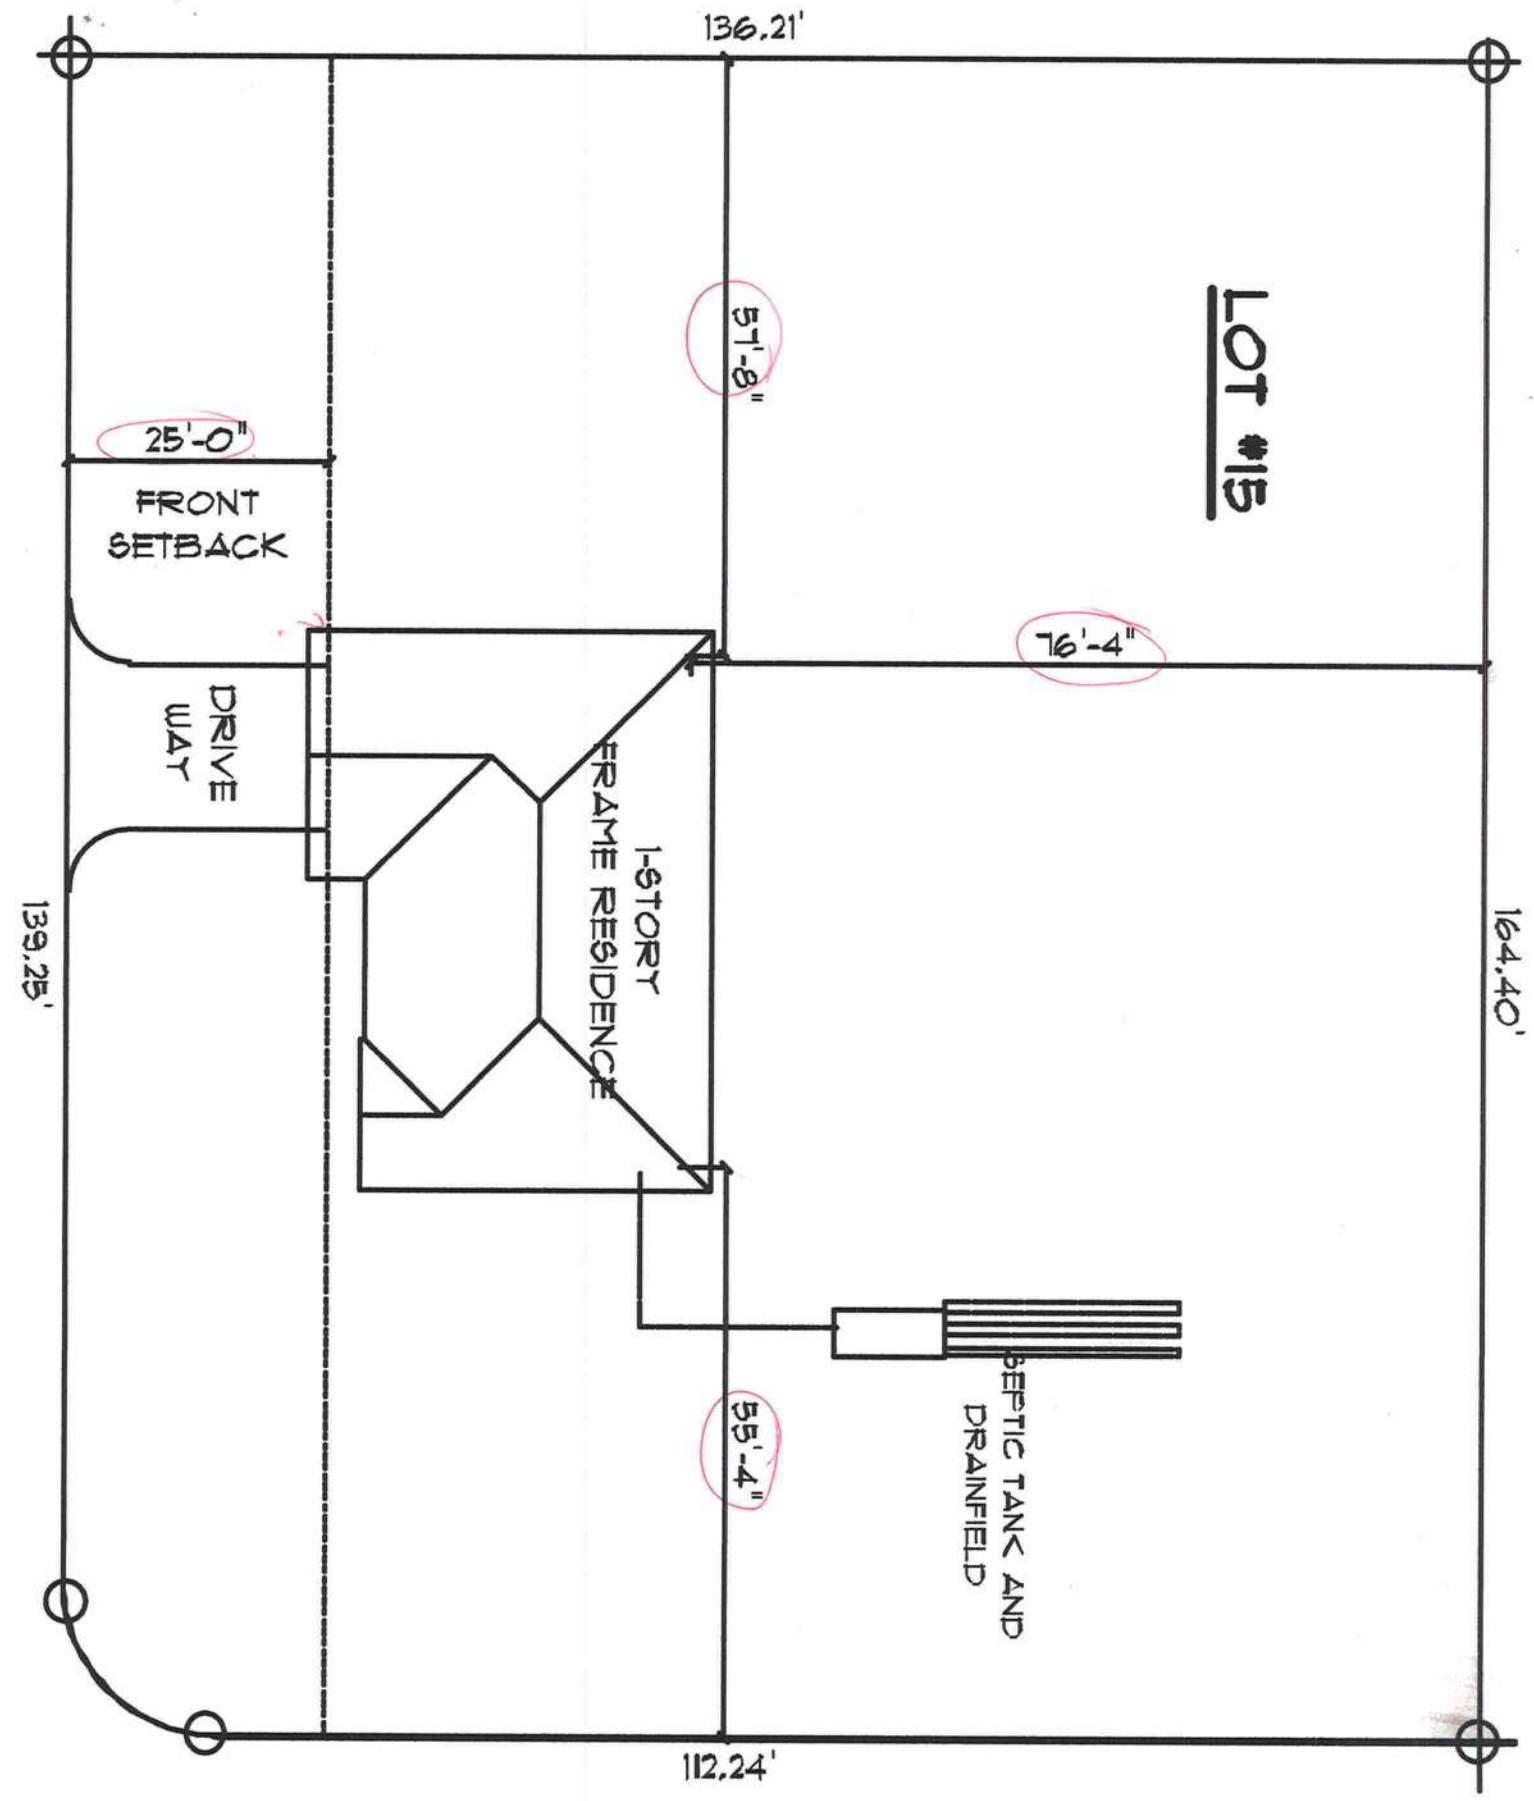 136.21'
LOT #15
57'-8"
25'-0"
FRONT
SETBACK
76'-4"
DRIVE
WAY
1-STORY
FRAME RESIDENCE
139.25'
164.40'
55'-4"
SEPTIC TANK AND
DRAINFIELD
112.24'